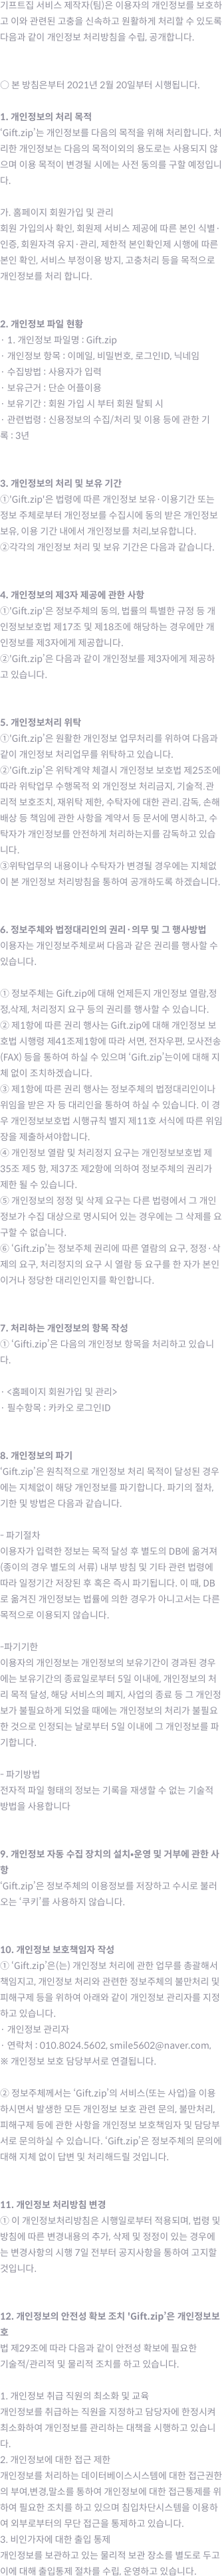 기프트집 서비스 제작자(팀)은 이용자의 개인정보를 보호하
고 이와 관련된 고충을 신속하고 원활하게 처리할 수 있도록
다음과 같이 개인정보 처리방침을 수립, 공개합니다.
○ 본 방침은부터 2021년 2월 20일부터 시행됩니다.
1. 개인정보의 처리 목적
'Gift.zip'는 개인정보를 다음의 목적을 위해 처리합니다. 처
리한 개인정보는 다음의 목적이외의 용도로는 사용되지 않
으며 이용 목적이 변경될 시에는 사전 동의를 구할 예정입니
다.
가. 홈페이지 회원가입 및 관리
회원 가입의사 확인, 회원제 서비스 제공에 따른 본인 식별·
인증, 회원자격 유지·관리, 제한적 본인확인제 시행에 따른
본인 확인, 서비스 부정이용 방지, 고충처리 등을 목적으로
개인정보를 처리 합니다.
2. 개인정보 파일 현황
· 1. 개인정보 파일명 : Gift.zip
· 개인정보 항목 : 이메일, 비밀번호, 로그인ID, 닉네임
· 수집방법 : 사용자가 입력
· 보유근거 : 단순 어플이용
· 보유기간 : 회원 가입 시 부터 회원 탈퇴 시
· 관련법령 : 신용정보의 수집/처리 및 이용 등에 관한 기
록 : 3년
3. 개인정보의 처리 및 보유 기간
①'Gift.zip'은 법령에 따른 개인정보 보유·이용기간 또는
정보 주체로부터 개인정보를 수집시에 동의 받은 개인정보
보유, 이용 기간 내에서 개인정보를 처리,보유합니다.
②각각의 개인정보 처리 및 보유 기간은 다음과 같습니다.
4. 개인정보의 제3자 제공에 관한 사항
①'Gift.zip'은 정보주체의 동의, 법률의 특별한 규정 등 개
인정보보호법 제17조 및 제18조에 해당하는 경우에만 개
인정보를 제3자에게 제공합니다.
②'Gift.zip'은 다음과 같이 개인정보를 제3자에게 제공하
고 있습니다.
5. 개인정보처리 위탁
①'Gift.zip'은 원활한 개인정보 업무처리를 위하여 다음과
같이 개인정보 처리업무를 위탁하고 있습니다.
②'Gift.zip'은 위탁계약 체결시 개인정보 보호법 제25조에
따라 위탁업무 수행목적 외 개인정보 처리금지, 기술적.관
리적 보호조치, 재위탁 제한, 수탁자에 대한 관리.감독, 손해
배상 등 책임에 관한 사항을 계약서 등 문서에 명시하고, 수
탁자가 개인정보를 안전하게 처리하는지를 감독하고 있습
니다.
③위탁업무의 내용이나 수탁자가 변경될 경우에는 지체없
이 본 개인정보 처리방침을 통하여 공개하도록 하겠습니다.
6. 정보주체와 법정대리인의 권리·의무 및 그 행사방법
이용자는 개인정보주체로써 다음과 같은 권리를 행사할 수
있습니다.
① 정보주체는 Gift.zip에 대해 언제든지 개인정보 열람,정
정,삭제, 처리정지 요구 등의 권리를 행사할 수 있습니다.
② 제1항에 따른 권리 행사는 Gift.zip에 대해 개인정보 보
호법 시행령 제41조제1항에 따라 서면, 전자우편, 모사전송
(FAX) 등을 통하여 하실 수 있으며 'Gift.zip'는이에 대해 지
체 없이 조치하겠습니다.
③ 제1항에 따른 권리 행사는 정보주체의 법정대리인이나
위임을 받은 자 등 대리인을 통하여 하실 수 있습니다. 이 경
우 개인정보보호법 시행규칙 별지 제11호 서식에 따른 위임
장을 제출하셔야합니다.
④ 개인정보 열람 및 처리정지 요구는 개인정보보호법 제
35조 제5 항, 제37조 제2항에 의하여 정보주체의 권리가
제한 될 수 있습니다.
⑤ 개인정보의 정정 및 삭제 요구는 다른 법령에서 그 개인
정보가 수집 대상으로 명시되어 있는 경우에는 그 삭제를 요
구할 수 없습니다.
⑥ 'Gift.zip'는 정보주체 권리에 따른 열람의 요구, 정정·삭
제의 요구, 처리정지의 요구 시 열람 등 요구를 한 자가 본인
이거나 정당한 대리인인지를 확인합니다.
7. 처리하는 개인정보의 항목 작성
① 'Gifti.zip'은 다음의 개인정보 항목을 처리하고 있습니
다.
· <홈페이지 회원가입 및 관리>
· 필수항목 : 카카오 로그인ID
8. 개인정보의 파기
'Gift.zip'은 원칙적으로 개인정보 처리 목적이 달성된 경우
에는 지체없이 해당 개인정보를 파기합니다. 파기의 절차,
기한 및 방법은 다음과 같습니다.
- 파기절차
이용자가 입력한 정보는 목적 달성 후 별도의 DB에 옮겨져
(종이의 경우 별도의 서류) 내부 방침 및 기타 관련 법령에
따라 일정기간 저장된 후 혹은 즉시 파기됩니다. 이 때, DB
로 옮겨진 개인정보는 법률에 의한 경우가 아니고서는 다른
목적으로 이용되지 않습니다.
-파기기한
이용자의 개인정보는 개인정보의 보유기간이 경과된 경우
에는 보유기간의 종료일로부터 5일 이내에, 개인정보의 처
리 목적 달성, 해당 서비스의 폐지, 사업의 종료 등 그 개인정
보가 불필요하게 되었을 때에는 개인정보의 처리가 불필요
한 것으로 인정되는 날로부터 5일 이내에 그 개인정보를 파
기합니다.
- 파기방법
전자적 파일 형태의 정보는 기록을 재생할 수 없는 기술적
방법을 사용합니다
9. 개인정보 자동 수집 장치의 설치•운영 및 거부에 관한 사
항
'Gift.zip'은 정보주체의 이용정보를 저장하고 수시로 불러
오는 '쿠키'를 사용하지 않습니다.
10. 개인정보 보호책임자 작성
① 'Gift.zip'은(는) 개인정보 처리에 관한 업무를 총괄해서
책임지고, 개인정보 처리와 관련한 정보주체의 불만처리 및
피해구제 등을 위하여 아래와 같이 개인정보 관리자를 지정
하고 있습니다.
· 개인정보 관리자
· 연락처 : 010.8024.5602, smile5602@naver.com,
※ 개인정보 보호 담당부서로 연결됩니다.
② 정보주체께서는 'Gift.zip'의 서비스(또는 사업)을 이용
하시면서 발생한 모든 개인정보 보호 관련 문의, 불만처리,
피해구제 등에 관한 사항을 개인정보 보호책임자 및 담당부
서로 문의하실 수 있습니다. 'Gift.zip'은 정보주체의 문의에
대해 지체 없이 답변 및 처리해드릴 것입니다.
11. 개인정보 처리방침 변경
① 이 개인정보처리방침은 시행일로부터 적용되며, 법령 및
방침에 따른 변경내용의 추가, 삭제 및 정정이 있는 경우에
는 변경사항의 시행 7일 전부터 공지사항을 통하여 고지할
것입니다.
12. 개인정보의 안전성 확보 조치 'Gift.zip'은 개인정보보
호
법 제29조에 따라 다음과 같이 안전성 확보에 필요한
기술적/관리적 및 물리적 조치를 하고 있습니다.
1. 개인정보 취급 직원의 최소화 및 교육
개인정보를 취급하는 직원을 지정하고 담당자에 한정시켜
최소화하여 개인정보를 관리하는 대책을 시행하고 있습니
다.
2. 개인정보에 대한 접근 제한
개인정보를 처리하는 데이터베이스시스템에 대한 접근권한
의 부여,변경,말소를 통하여 개인정보에 대한 접근통제를 위
하여 필요한 조치를 하고 있으며 침입차단시스템을 이용하
여 외부로부터의 무단 접근을 통제하고 있습니다.
3. 비인가자에 대한 출입 통제
개인정보를 보관하고 있는 물리적 보관 장소를 별도로 두고
이에 대해 출입통제 절차를 수립, 운영하고 있습니다.